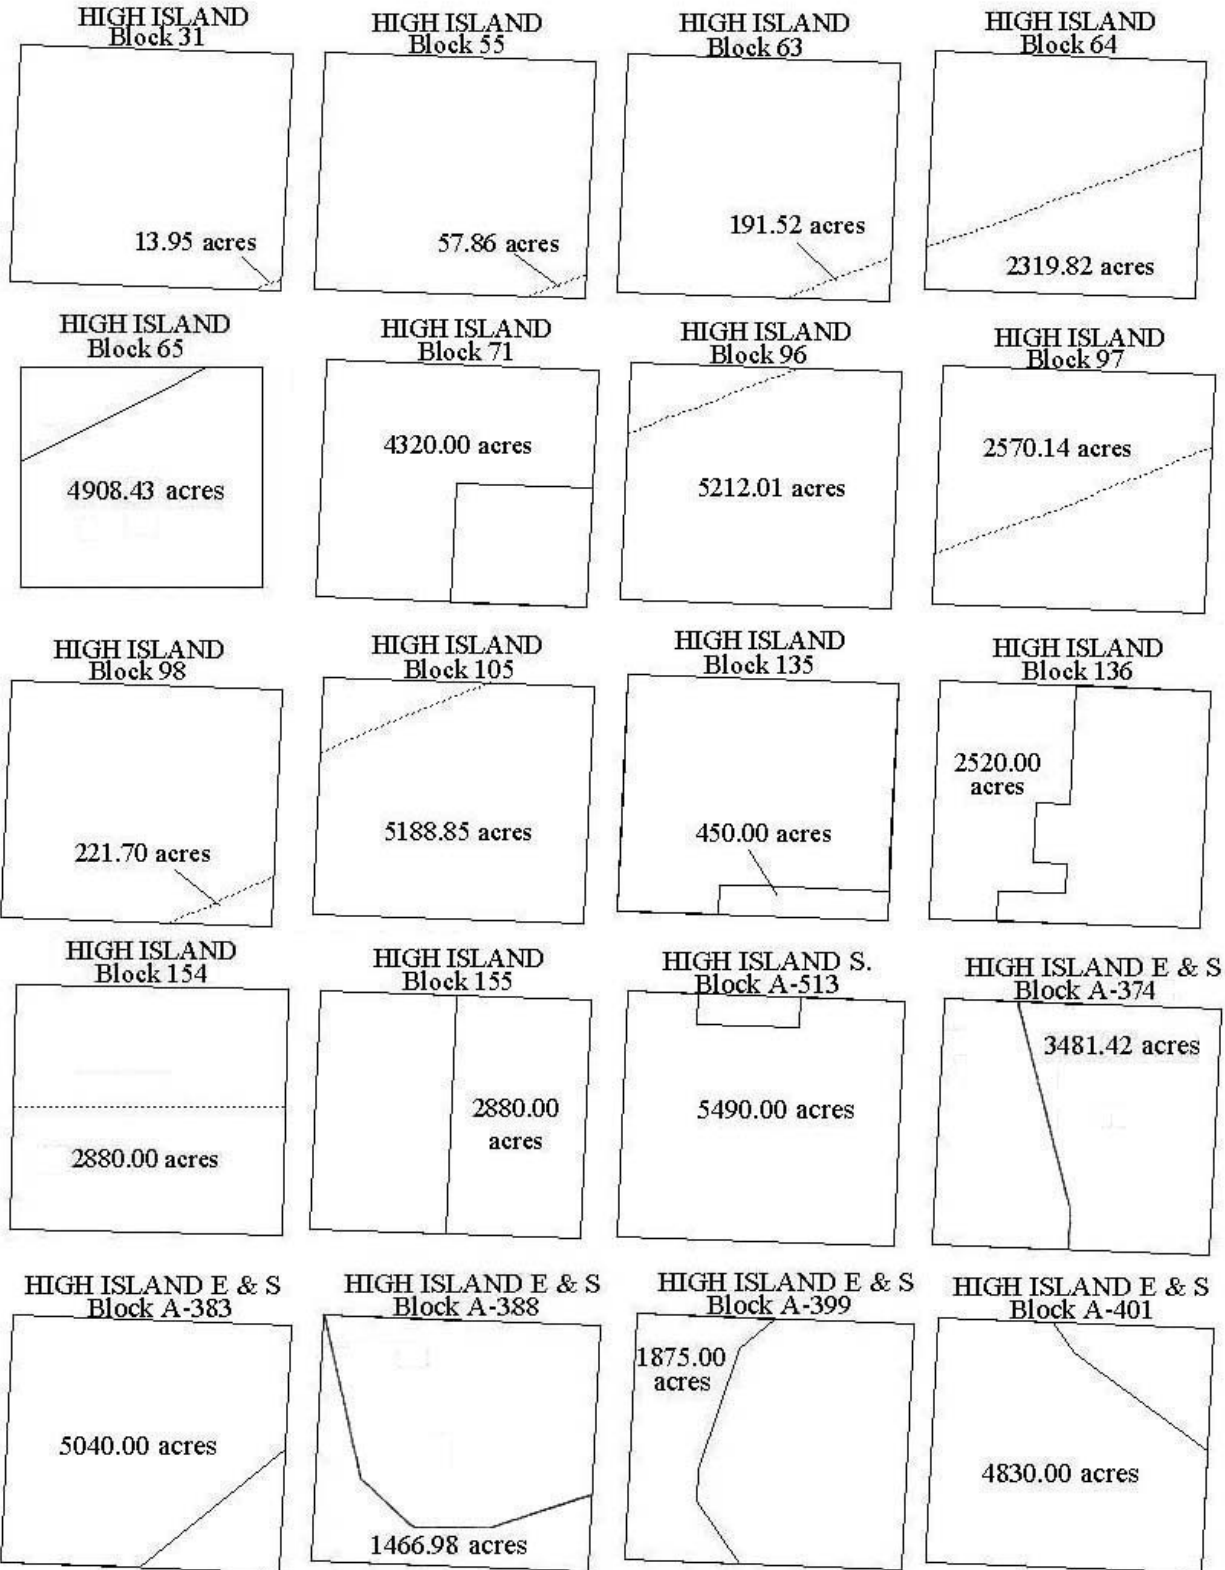 HIGH ISLAND
Block 31
13.95 acres
HIGH ISLAND
Block 55
57.86 acres
HIGH ISLAND
Block 63
191.52 acres
HIGH ISLAND
Block 64
2319.82 acres
HIGH ISLAND
Block 65
4908.43 acres
HIGH ISLAND
Block 71
4320.00 acres
HIGH ISLAND
Block 96
5212.01 acres
HIGH ISLAND
Block 97
2570.14 acres
HIGH ISLAND
Block 98
221.70 acres
HIGH ISLAND
Block 105
5188.85 acres
HIGH ISLAND
Block 135
450.00 acres
HIGH ISLAND
Block 136
2520.00
acres
HIGH ISLAND
Block 154
2880.00 acres
HIGH ISLAND
Block 155
2880.00
acres
HIGH ISLAND S.
Block A-513
5490.00 acres
HIGH ISLAND E & S
Block A-374
3481.42 acres
HIGH ISLAND E & S
Block A-383
5040.00 acres
HIGH ISLAND E & S
Block A-388
1466.98 acres
HIGH ISLAND E & S
Block A-399
1875.00
acres
HIGH ISLAND E & S
Block A-401
4830.00 acres